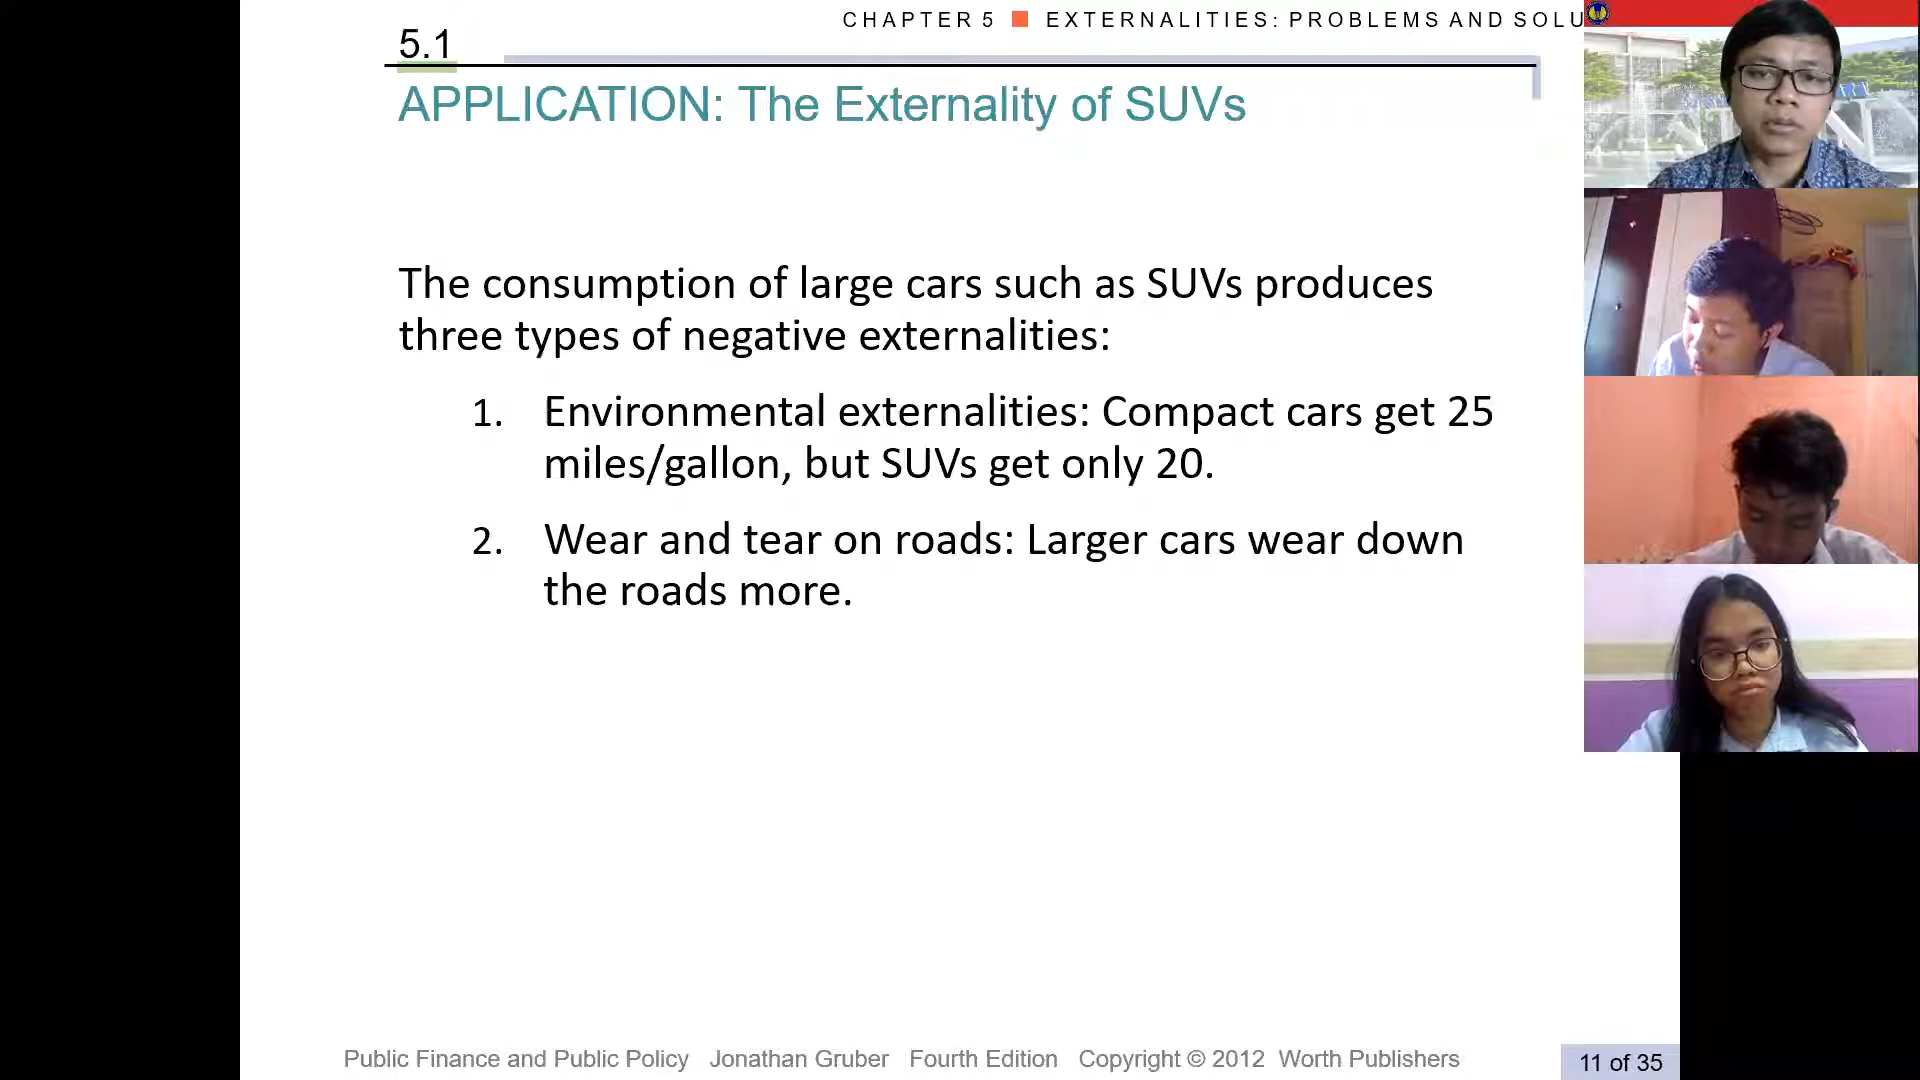 CHAPTER 5 ■ EXTERNALITIES: PROBLEMS AND SOLU
5.1
APPLICATION: The Externality of SUVs
The consumption of large cars such as SUVs produces
three types of negative externalities:
1. Environmental externalities: Compact cars get 25
miles/gallon, but SUVs get only 20.
2. Wear and tear on roads: Larger cars wear down
the roads more.
Public Finance and Public Policy Jonathan Gruber Fourth Edition Copyright © 2012 Worth Publishers
11 of 35